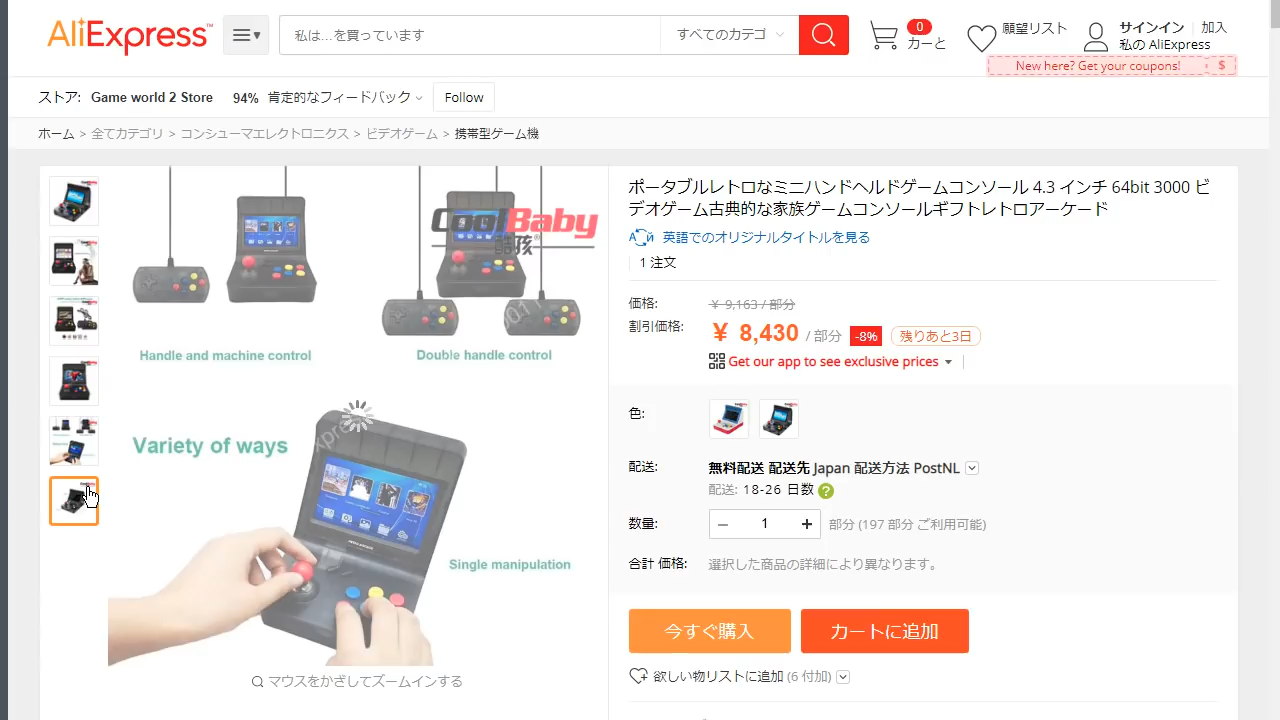 AliExpress™
私は...を買っています
すべてのカテゴ
0
カーと
願望リスト
サインイン
加入
私の AliExpress
New here? Get your coupons!
$
ストア: Game world 2 Store 94% 肯定的なフィードバック Follow
ホーム > 全てカテゴリ > コンシューマエレクトロニクス > ビデオゲーム > 携帯型ゲーム機
CoolBaby
酷孩®
Handle and machine control
Double handle control
Variety of ways
Single manipulation
マウスをかざしてズームインする
ポータブルレトロなミニハンドヘルドゲームコンソール 4.3 インチ 64bit 3000 ビ
デオゲーム古典的な家族ゲームコンソールギフトレトロアーケード
英語でのオリジナルタイトルを見る
1 注文
価格: ¥ 9,163 / 部分
割引価格: ¥ 8,430 / 部分 -8% 残りあと3日
Get our app to see exclusive prices
色:
配送: 無料配送 配送先 Japan 配送方法 PostNL
配送: 18-26 日数 ?
数量: − 1 + 部分 (197 部分 ご利用可能)
合計 価格: 選択した商品の詳細により異なります。
今すぐ購入
カートに追加
欲しい物リストに追加 (6 付加)